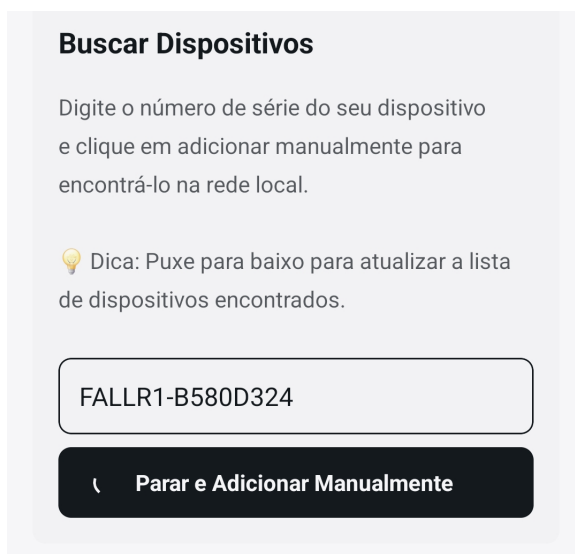 Buscar Dispositivos
Digite o número de série do seu dispositivo
e clique em adicionar manualmente para
encontrá-lo na rede local.
💡 Dica: Puxe para baixo para atualizar a lista
de dispositivos encontrados.
FALLR1-B580D324
Parar e Adicionar Manualmente